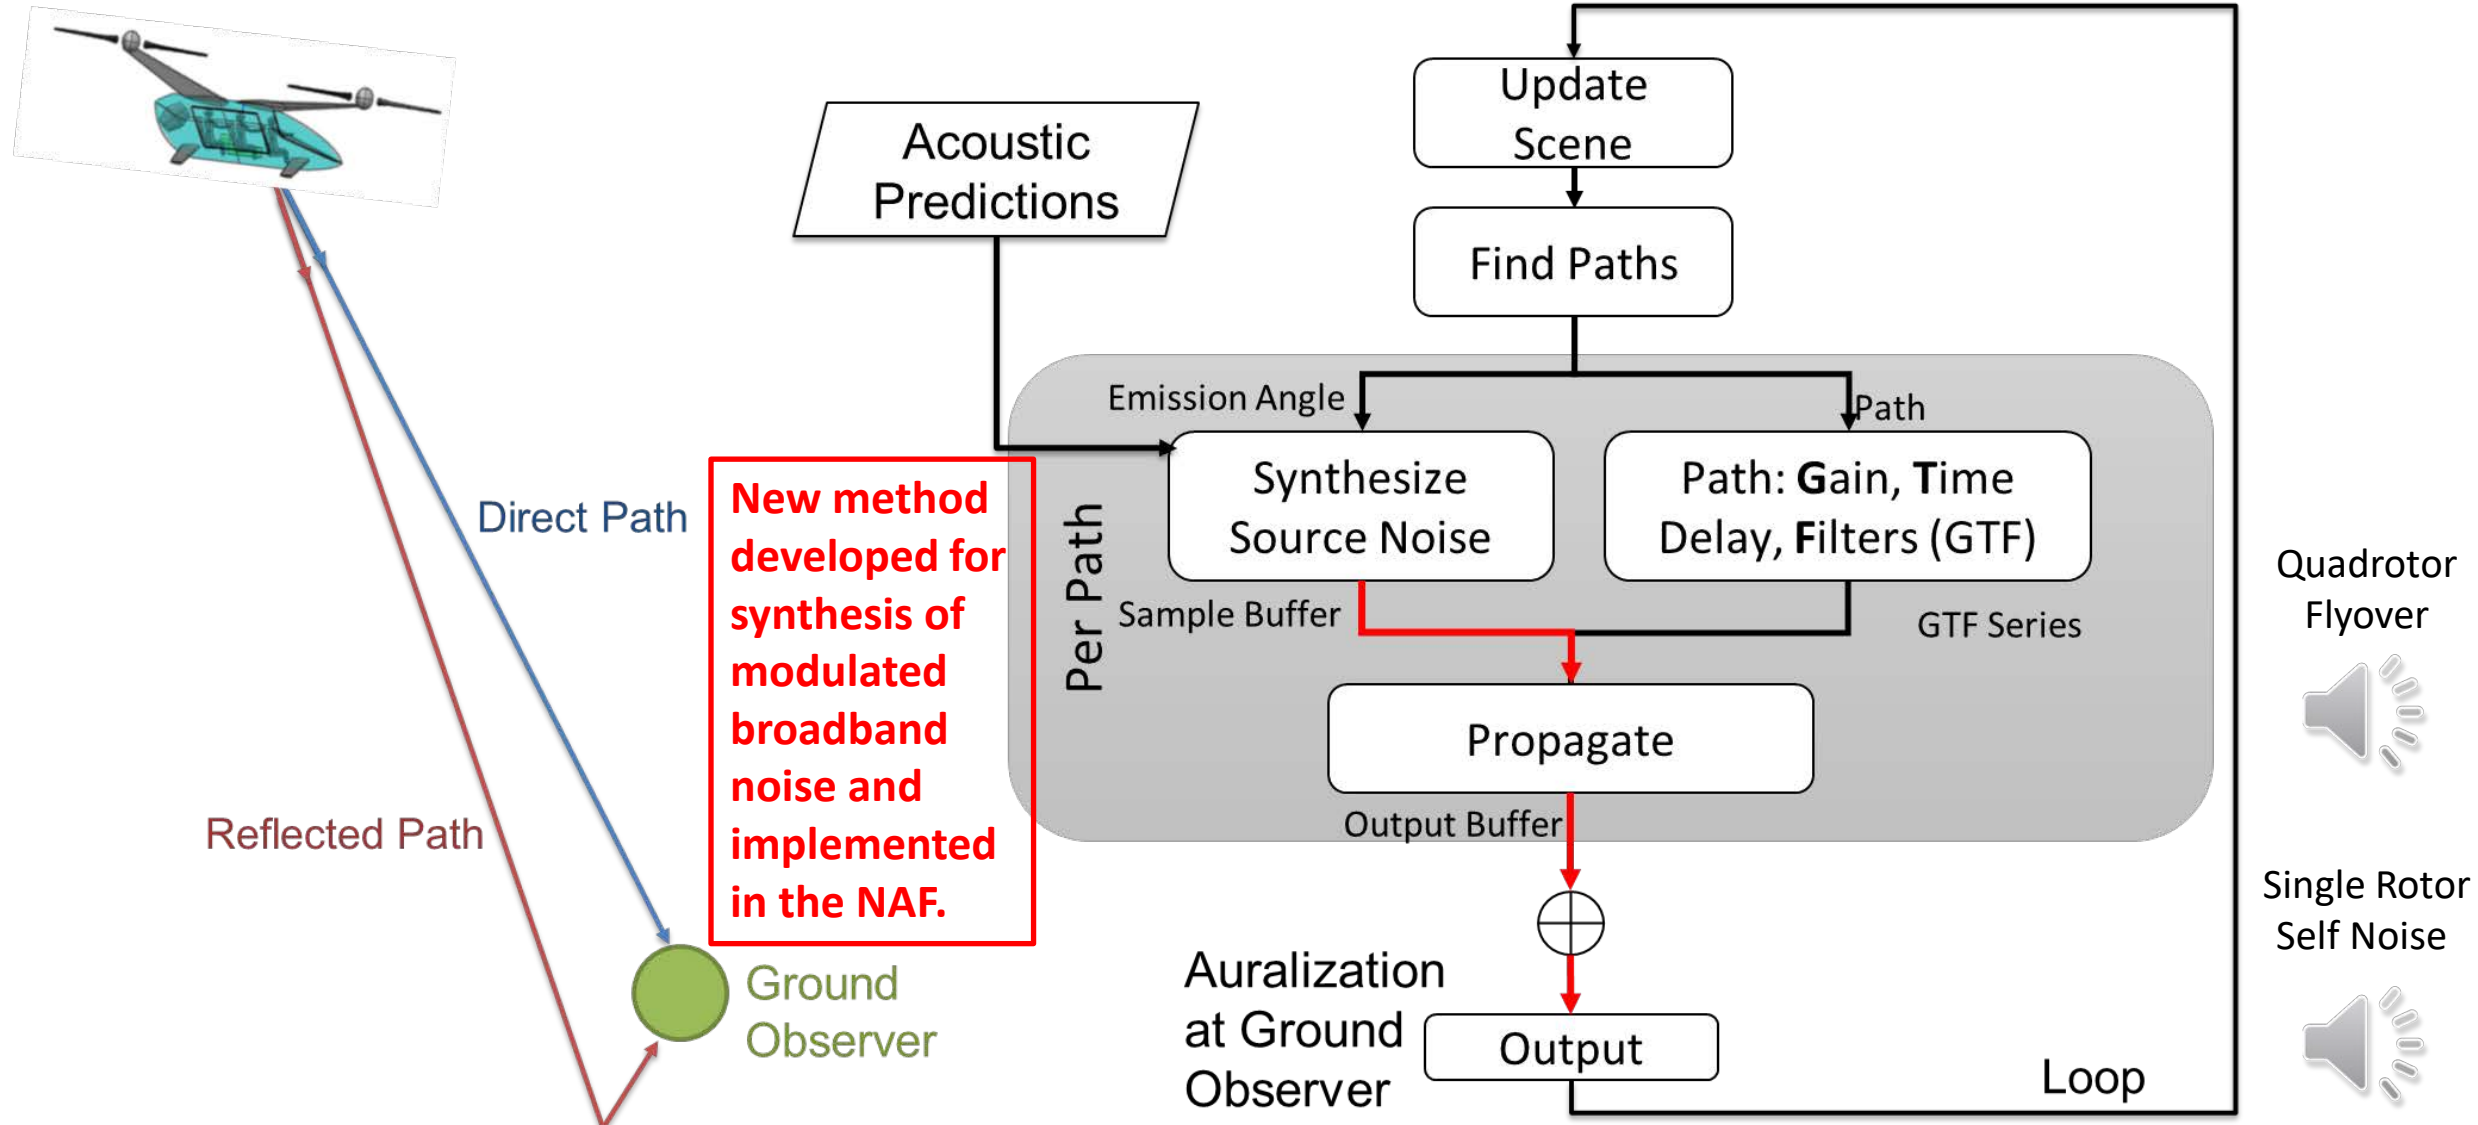 Update
Scene
Acoustic
Predictions
Find Paths
Emission Angle
Path
Synthesize
Source Noise
Path: Gain, Time
Delay, Filters (GTF)
Per Path
Sample Buffer
GTF Series
Propagate
Output Buffer
Direct Path
Reflected Path
New method
developed for
synthesis of
modulated
broadband
noise and
implemented
in the NAF.
Ground
Observer
Auralization
at Ground
Observer
Output
Loop
Quadrotor
Flyover
Single Rotor
Self Noise